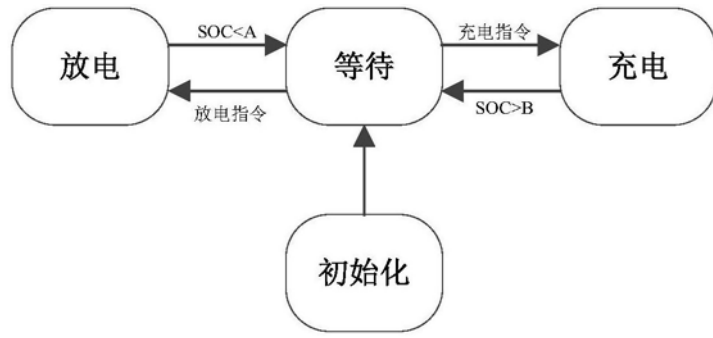 SOC<A
充电指令
放电
等待
充电
放电指令
SOC>B
初始化